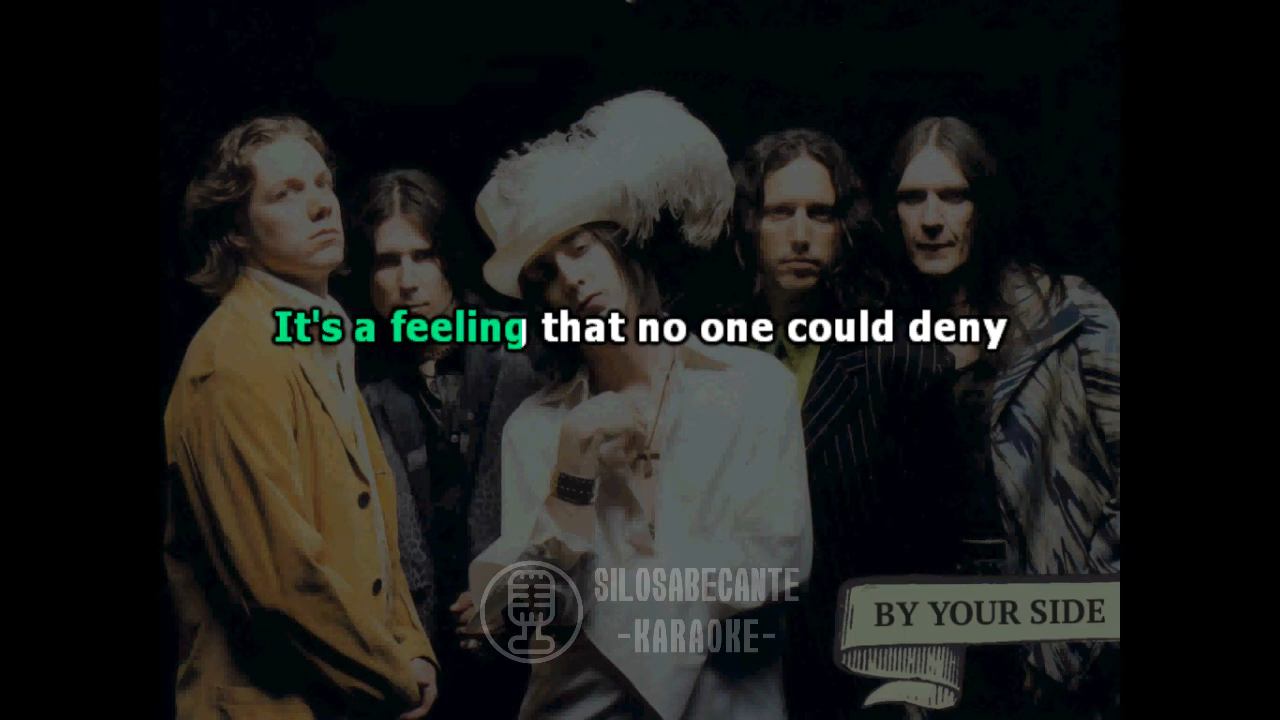 It's a feeling that no one could deny
SILOSABECANTE
-KARAOKE-
BY YOUR SIDE